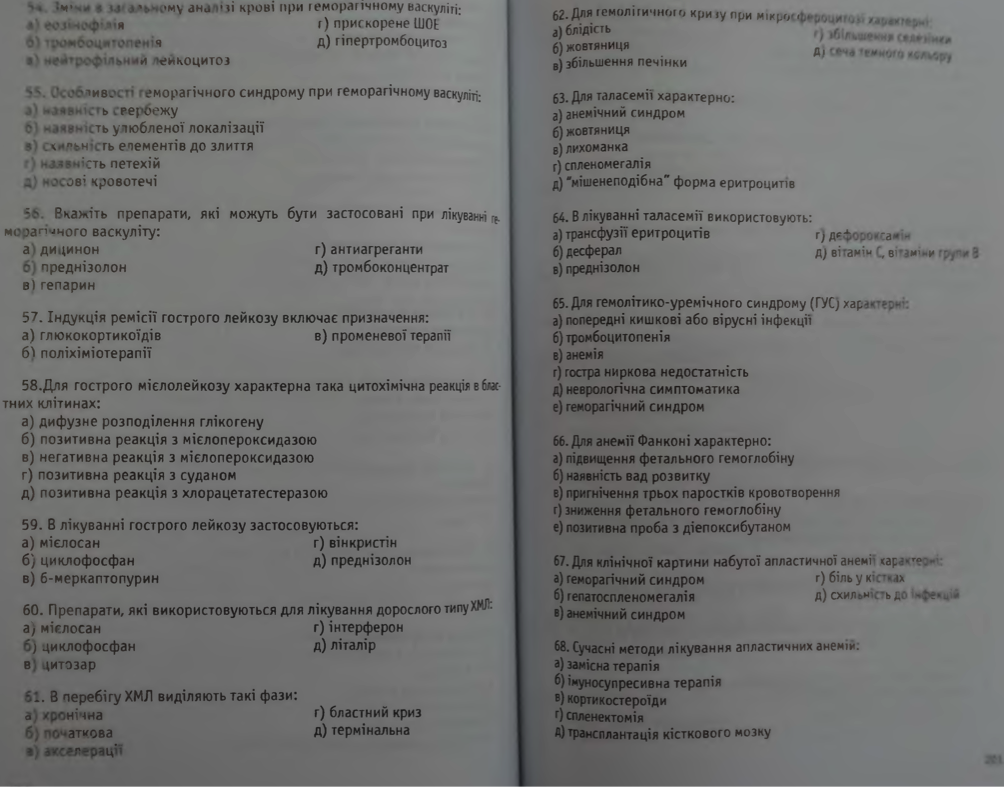 54. Зміни в загальному аналізі крові при геморагічному васкуліті:
а) еозинофілія г) прискорене ШОЕ
б) тромбоцитопенія д) гіпертромбоцитоз
в) нейтрофільний лейкоцитоз
55. Особливості геморагічного синдрому при геморагічному васкуліті:
а) наявність свербежу
б) наявність улюбленої локалізації
в) схильність елементів до злиття
г) наявність петехій
д) носові кровотечі
56. Вкажіть препарати, які можуть бути застосовані при лікуванні ге-
морагічного васкуліту:
а) дицинон г) антиагреганти
б) преднізолон д) тромбоконцентрат
в) гепарин
57. Індукція ремісії гострого лейкозу включає призначення:
а) глюкокортикоїдів в) променевої терапії
б) поліхіміотерапії
58.Для гострого мієлолейкозу характерна така цитохімічна реакція в блас-
тних клітинах:
а) дифузне розподілення глікогену
б) позитивна реакція з мієлопероксидазою
в) негативна реакція з мієлопероксидазою
г) позитивна реакція з суданом
д) позитивна реакція з хлорацетатестеразою
59. В лікуванні гострого лейкозу застосовуються:
а) мієлосан г) вінкристін
б) циклофосфан д) преднізолон
в) 6-меркаптопурин
60. Препарати, які використовуються для лікування дорослого типу ХМЛ:
а) мієлосан г) інтерферон
б) циклофосфан д) літалір
в) цитозар
61. В перебігу ХМЛ виділяють такі фази:
а) хронічна г) бластний криз
б) початкова д) термінальна
в) акселерації
62. Для гемолітичного кризу при мікросфероцитозі характерні:
а) блідість г) збільшення селезінки
б) жовтяниця д) сеча темного кольору
в) збільшення печінки
63. Для таласемії характерно:
а) анемічний синдром
б) жовтяниця
в) лихоманка
г) спленомегалія
д) "мішенеподібна" форма еритроцитів
64. В лікуванні таласемії використовують:
а) трансфузії еритроцитів г) дефороксамін
б) десферал д) вітамін С, вітаміни групи В
в) преднізолон
65. Для гемолітико-уремічного синдрому (ГУС) характерні:
а) попередні кишкові або вірусні інфекції
б) тромбоцитопенія
в) анемія
г) гостра ниркова недостатність
д) неврологічна симптоматика
е) геморагічний синдром
66. Для анемії Фанконі характерно:
а) підвищення фетального гемоглобіну
б) наявність вад розвитку
в) пригнічення трьох паростків кровотворення
г) зниження фетального гемоглобіну
е) позитивна проба з діепоксибутаном
67. Для клінічної картини набутої апластичної анемії характерні:
а) геморагічний синдром г) біль у кістках
б) гепатоспленомегалія д) схильність до інфекцій
в) анемічний синдром
68. Сучасні методи лікування апластичних анемій:
а) замісна терапія
б) імуносупресивна терапія
в) кортикостероїди
г) спленектомія
д) трансплантація кісткового мозку